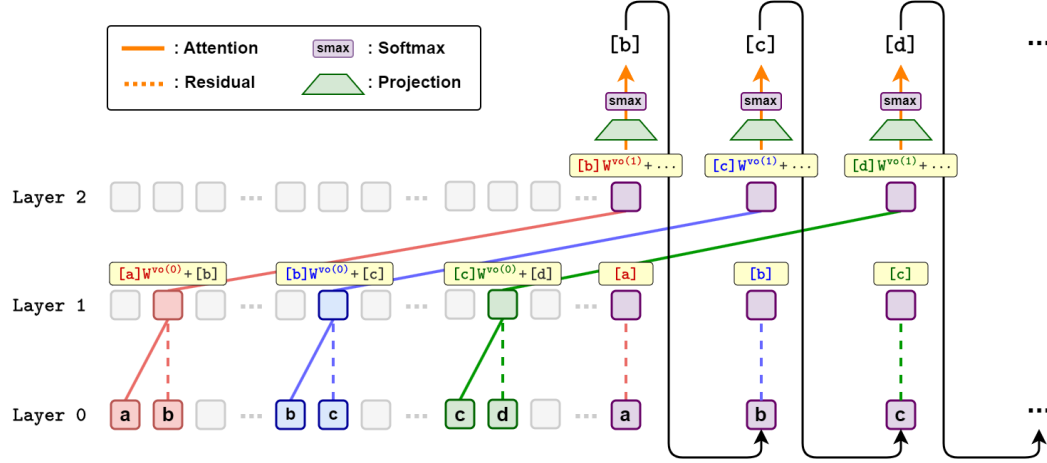 : Attention
smax : Softmax
: Residual
: Projection
[b] [c] [d] ...
smax smax smax
[b]W^vo(1)+... [c]W^vo(1)+... [d]W^vo(1)+...
Layer 2 ... ... ...
[a]W^vo(0)+[b] [b]W^vo(0)+[c] [c]W^vo(0)+[d] [a] [b] [c]
Layer 1 ... ... ...
Layer 0 a b ... b c ... c d ... a b c ...